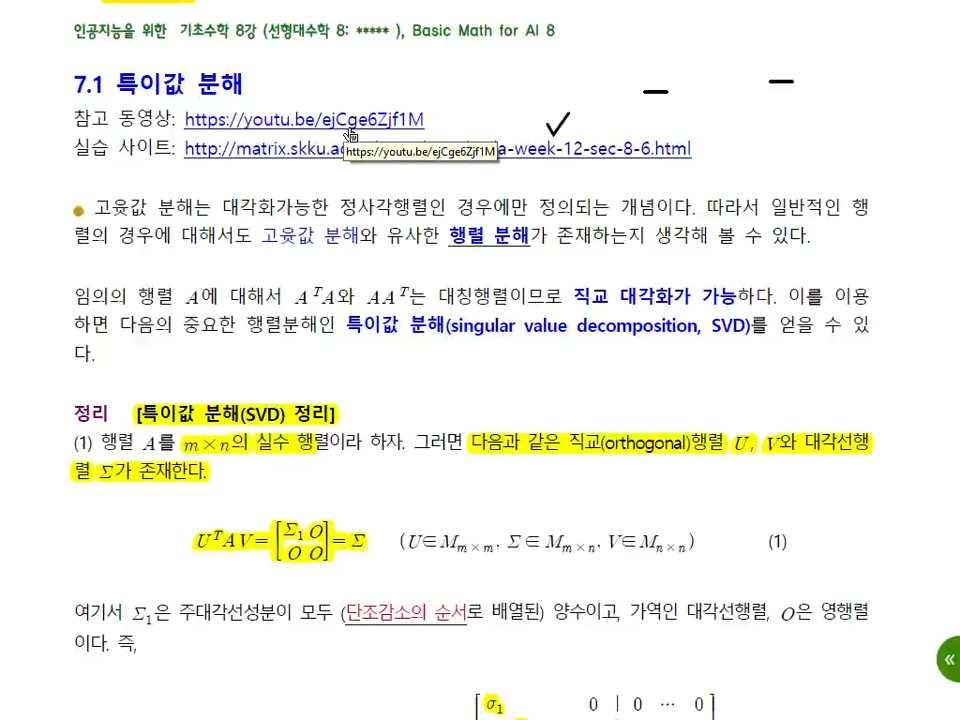 인공지능을 위한 기초수학 8강 (선형대수학 8: ***** ), Basic Math for AI 8
7.1 특이값 분해
참고 동영상: https://youtu.be/ejCge6Zjf1M
실습 사이트: http://matrix.skku.ac a-week-12-sec-8-6.html
https://youtu.be/ejCge6Zjf1M
● 고윳값 분해는 대각화가능한 정사각행렬인 경우에만 정의되는 개념이다. 따라서 일반적인 행
렬의 경우에 대해서도 고윳값 분해와 유사한 행렬 분해가 존재하는지 생각해 볼 수 있다.
임의의 행렬 A에 대해서 AᵀA와 AAᵀ는 대칭행렬이므로 직교 대각화가 가능하다. 이를 이용
하면 다음의 중요한 행렬분해인 특이값 분해(singular value decomposition, SVD)를 얻을 수 있
다.
정리 [특이값 분해(SVD) 정리]
(1) 행렬 A를 m×n의 실수 행렬이라 하자. 그러면 다음과 같은 직교(orthogonal)행렬 U, V와 대각선행
렬 Σ가 존재한다.
UᵀAV = [Σ₁ O; O O] = Σ (U∈M_{m×m}, Σ∈M_{m×n}, V∈M_{n×n}) (1)
여기서 Σ₁은 주대각선성분이 모두 (단조감소의 순서로 배열된) 양수이고, 가역인 대각선행렬, O은 영행렬
이다. 즉,
σ₁ 0 | 0 ⋯ 0
«